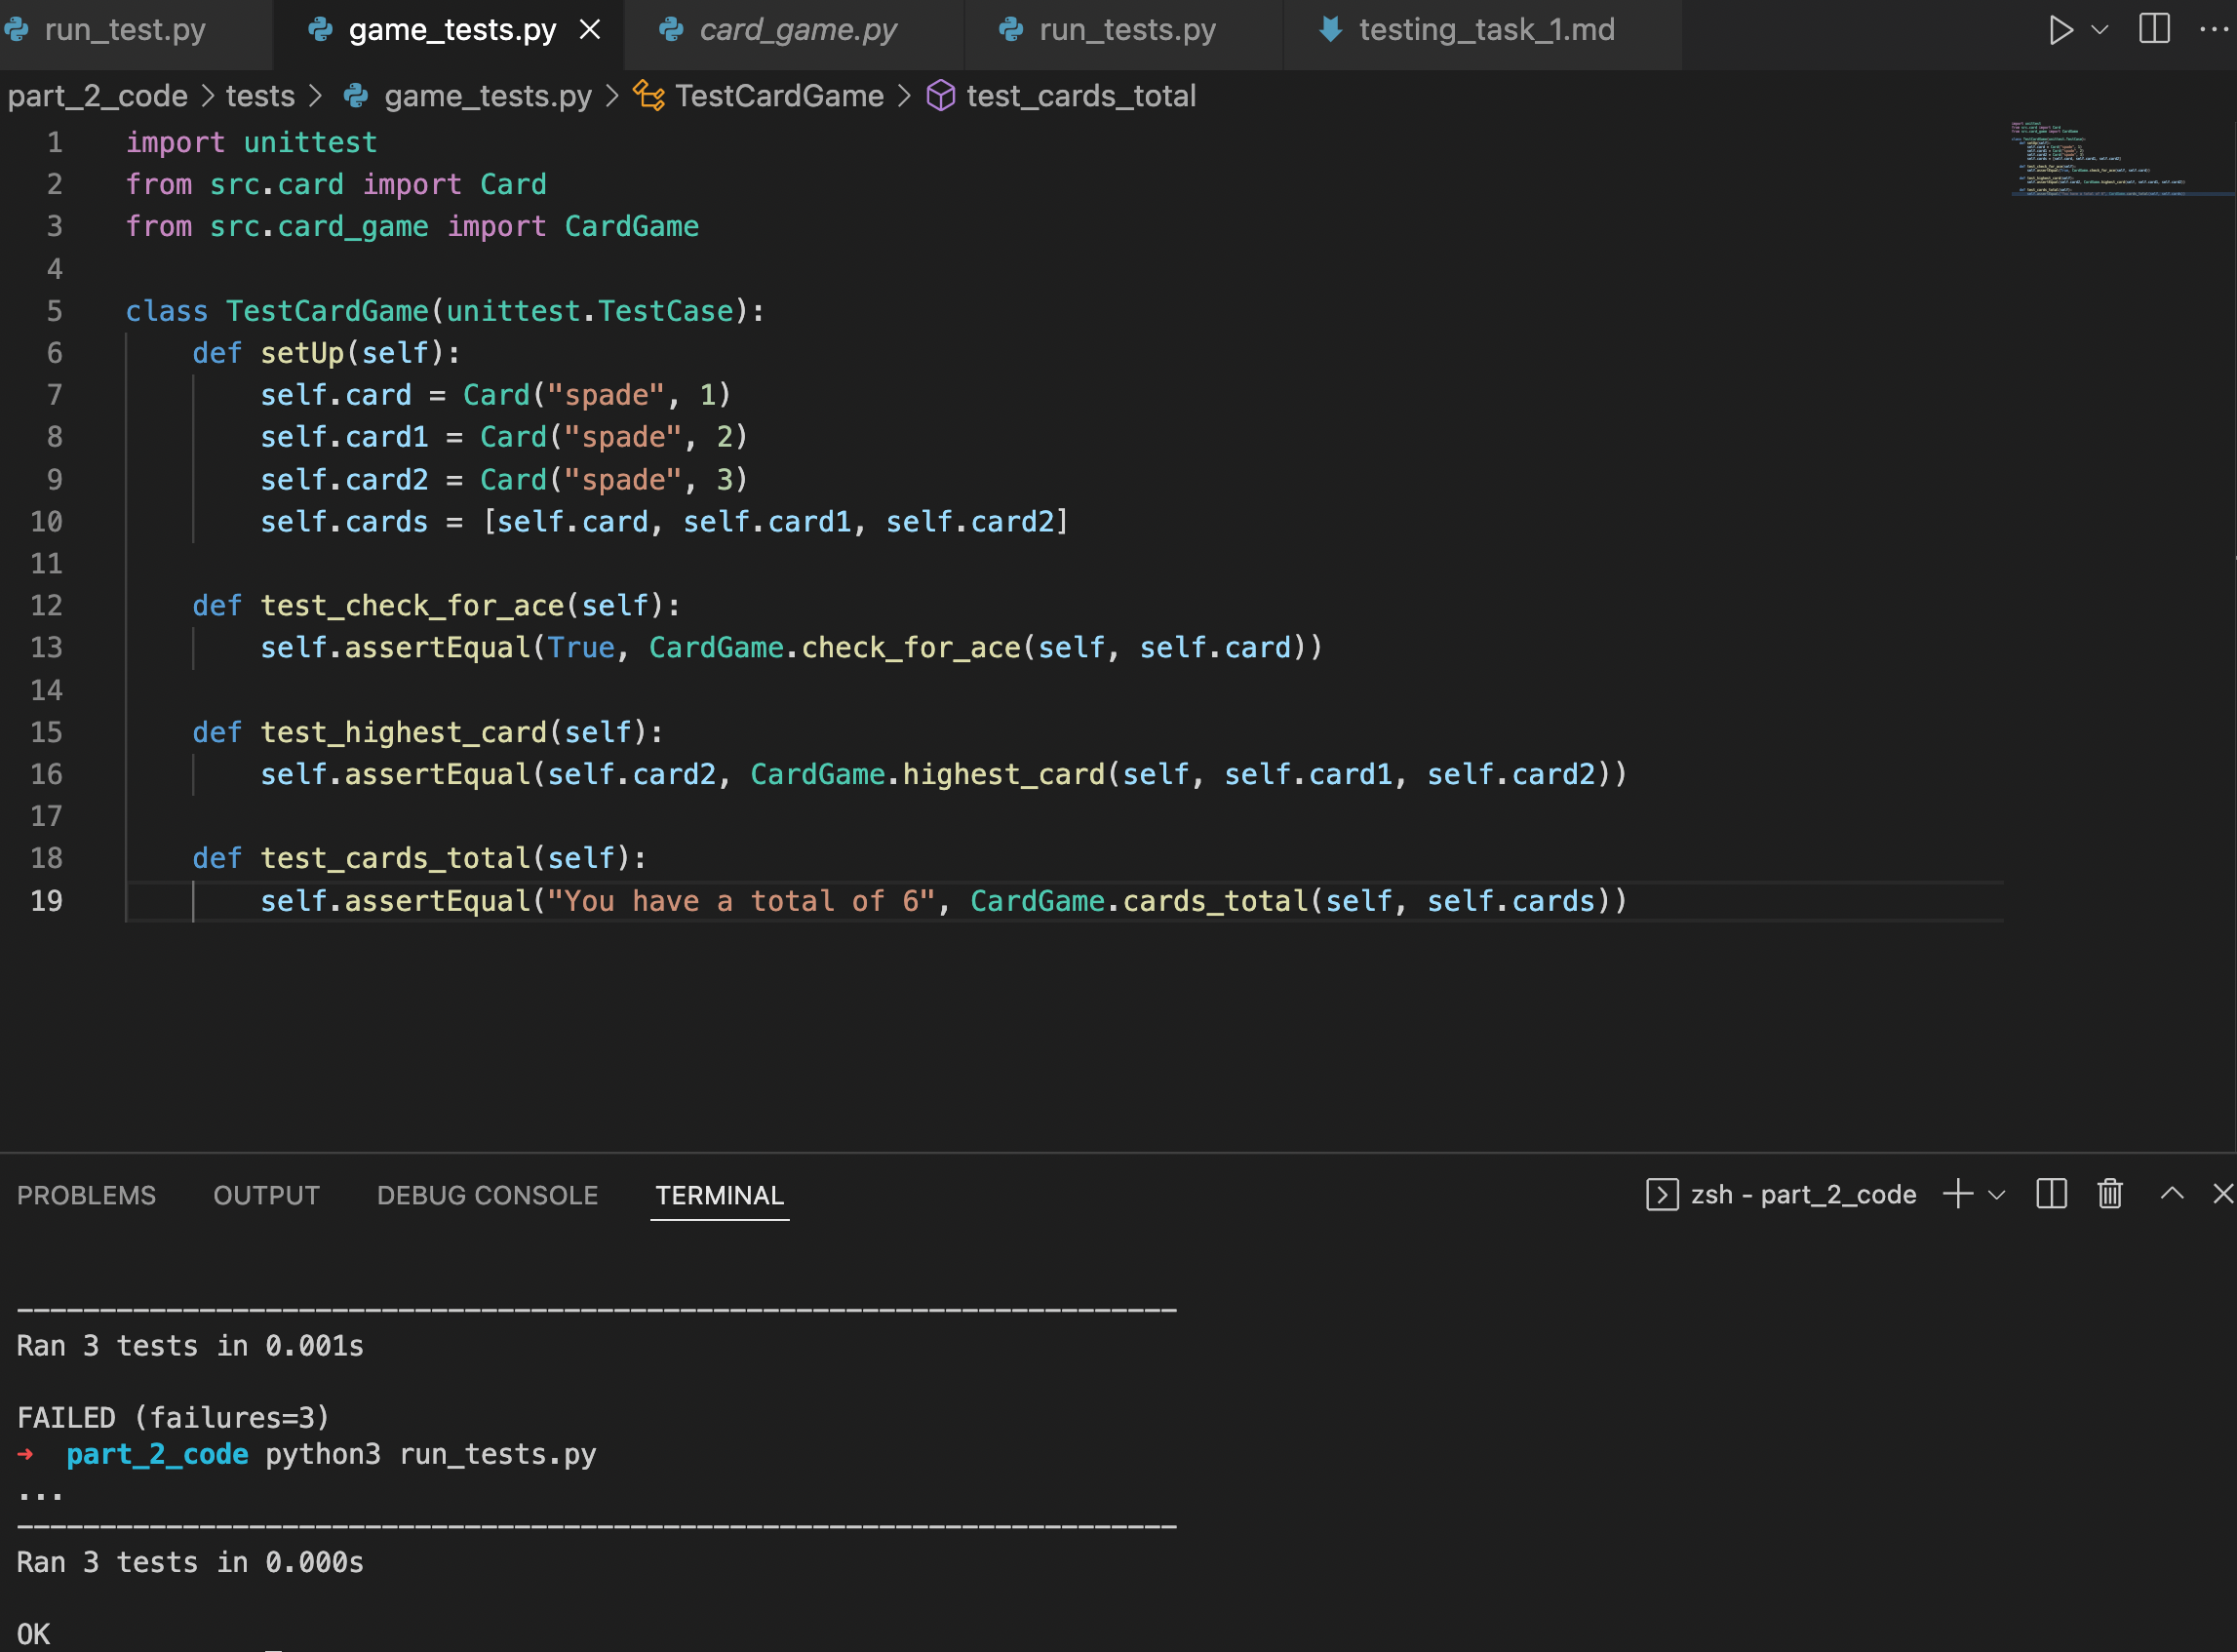 run_test.py game_tests.py card_game.py run_tests.py testing_task_1.md
part_2_code > tests > game_tests.py > TestCardGame > test_cards_total
1 import unittest
2 from src.card import Card
3 from src.card_game import CardGame
4
5 class TestCardGame(unittest.TestCase):
6     def setUp(self):
7         self.card = Card("spade", 1)
8         self.card1 = Card("spade", 2)
9         self.card2 = Card("spade", 3)
10         self.cards = [self.card, self.card1, self.card2]
11
12     def test_check_for_ace(self):
13         self.assertEqual(True, CardGame.check_for_ace(self, self.card))
14
15     def test_highest_card(self):
16         self.assertEqual(self.card2, CardGame.highest_card(self, self.card1, self.card2))
17
18     def test_cards_total(self):
19         self.assertEqual("You have a total of 6", CardGame.cards_total(self, self.cards))
PROBLEMS OUTPUT DEBUG CONSOLE TERMINAL zsh - part_2_code
----------------------------------------------------------------------
Ran 3 tests in 0.001s
FAILED (failures=3)
→ part_2_code python3 run_tests.py
...
----------------------------------------------------------------------
Ran 3 tests in 0.000s
OK